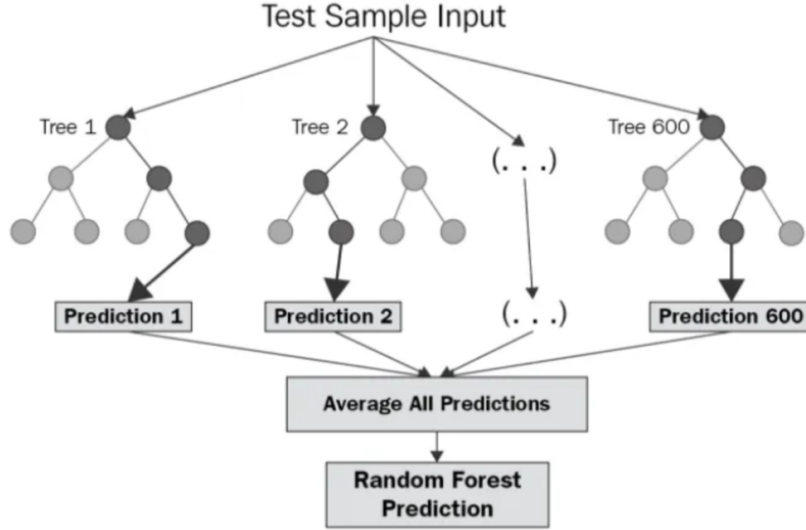 Test Sample Input
Tree 1
Tree 2
Tree 600
(. . .)
Prediction 1
Prediction 2
(. . .)
Prediction 600
Average All Predictions
Random Forest
Prediction